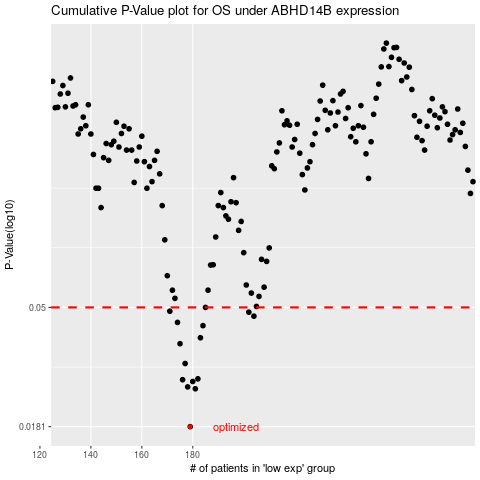 Cumulative P-Value plot for OS under ABHD14B expression
P-Value(log10)
0.05
0.0181
optimized
120 140 160 180
# of patients in 'low exp' group